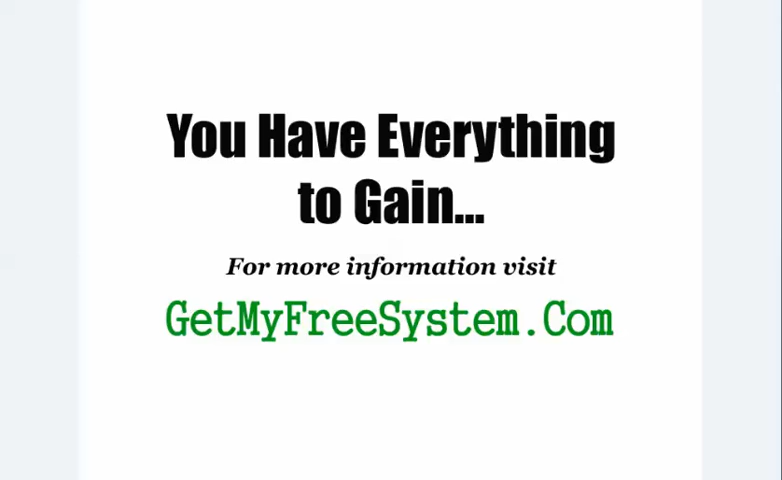 You Have Everything
to Gain...
For more information visit
GetMyFreeSystem.Com